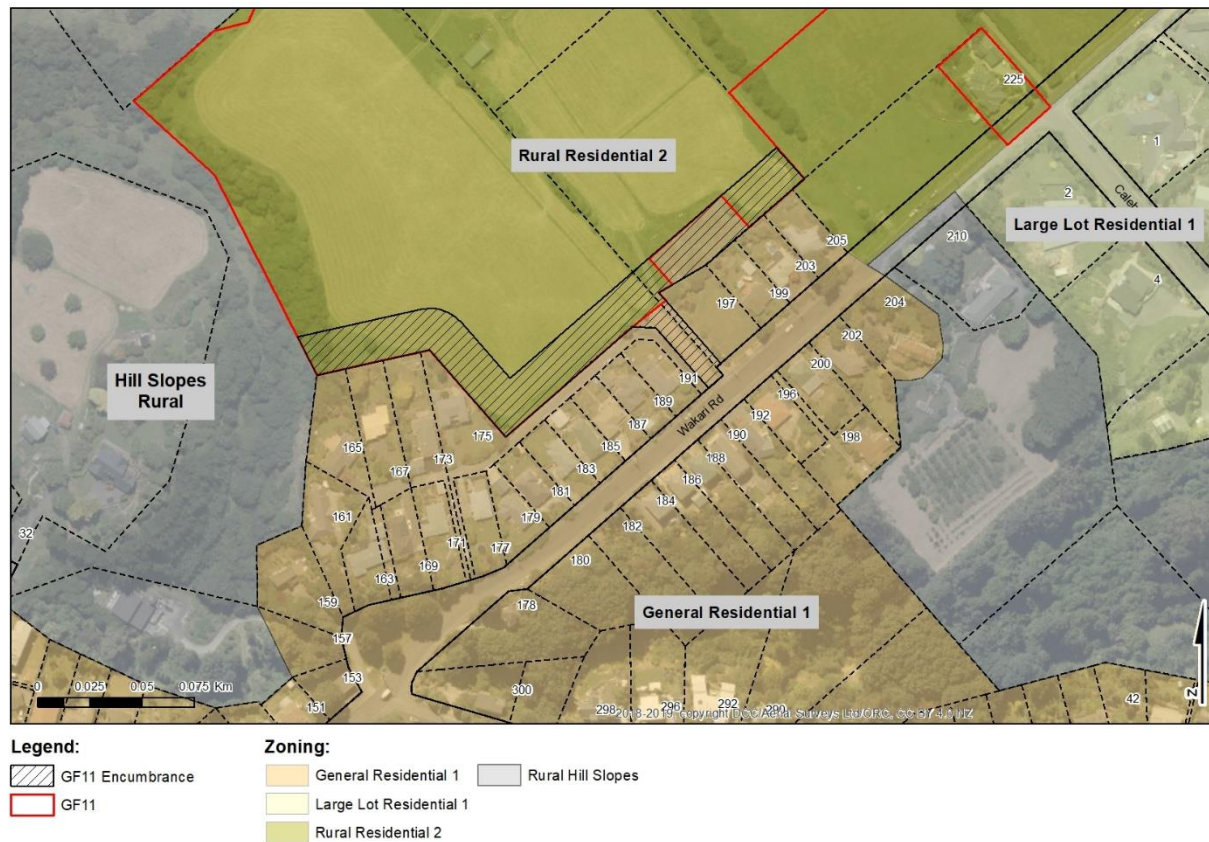 225
1
Rural Residential 2
2
Large Lot Residential 1
210
205
203
4
199
204
197
202
Hill Slopes
Rural
200
191
196
189
Wakari Rd
192
187
175
190
198
165
185
173
188
167
183
186
181
184
161
179
182
32
171
177
180
163
169
159
178
General Residential 1
157
153
0 0.025 0.05 0.075 Km
300
N
151
298
296
292
42
2018-2019, copyright DCC/Aerial Surveys Ltd/ORC, CC BY 4.0 NZ
Legend:
GF11 Encumbrance
GF11
Zoning:
General Residential 1
Rural Hill Slopes
Large Lot Residential 1
Rural Residential 2